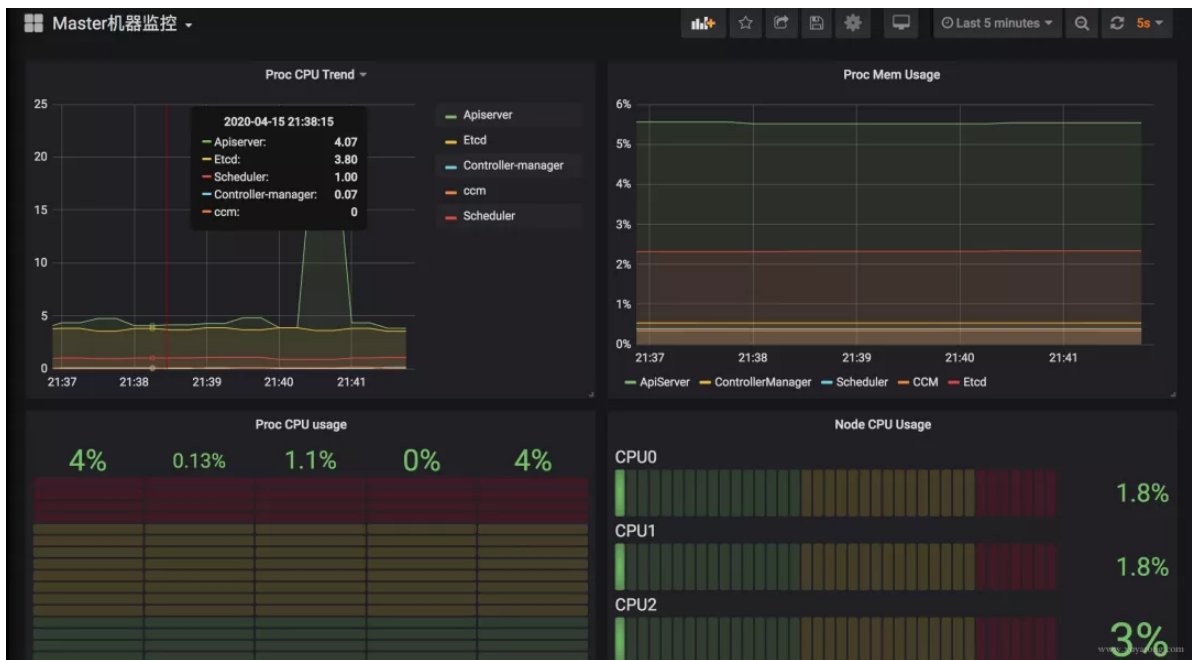 Master机器监控
Last 5 minutes
5s
Proc CPU Trend
25
20
15
10
5
0
21:37 21:38 21:39 21:40 21:41
2020-04-15 21:38:15
Apiserver: 4.07
Etcd: 3.80
Scheduler: 1.00
Controller-manager: 0.07
ccm: 0
Apiserver
Etcd
Controller-manager
ccm
Scheduler
Proc Mem Usage
6%
5%
4%
3%
2%
1%
0%
21:37 21:38 21:39 21:40 21:41
ApiServer ControllerManager Scheduler CCM Etcd
Proc CPU usage
4% 0.13% 1.1% 0% 4%
Node CPU Usage
CPU0
1.8%
CPU1
1.8%
CPU2
3%